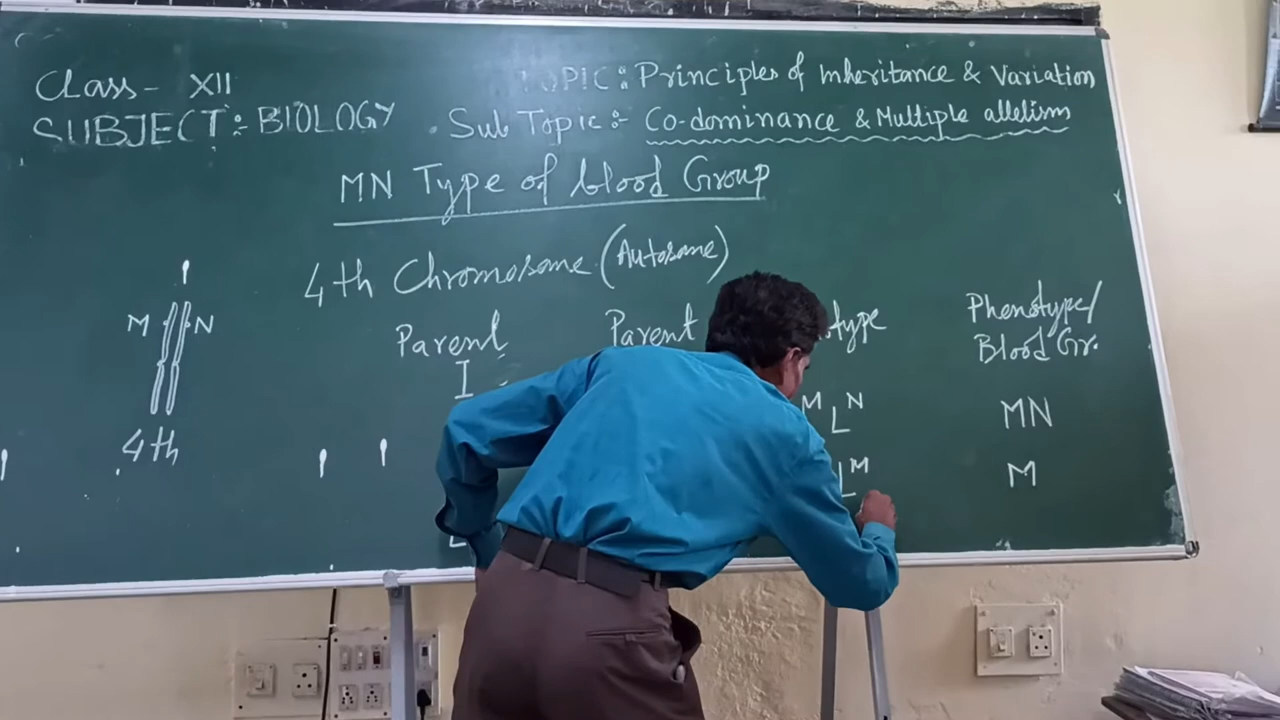 Class- XII
TOPIC:- Principles of Inheritance & Variation
SUBJECT:- BIOLOGY
Sub Topic:- Co-dominance & Multiple allelism
MN Type of blood Group
4th Chromosome (Autosome)
M N
4th
Parent I
Parent
type
Phenotype/
Blood Gr.
M L N
MN
L M
M
L